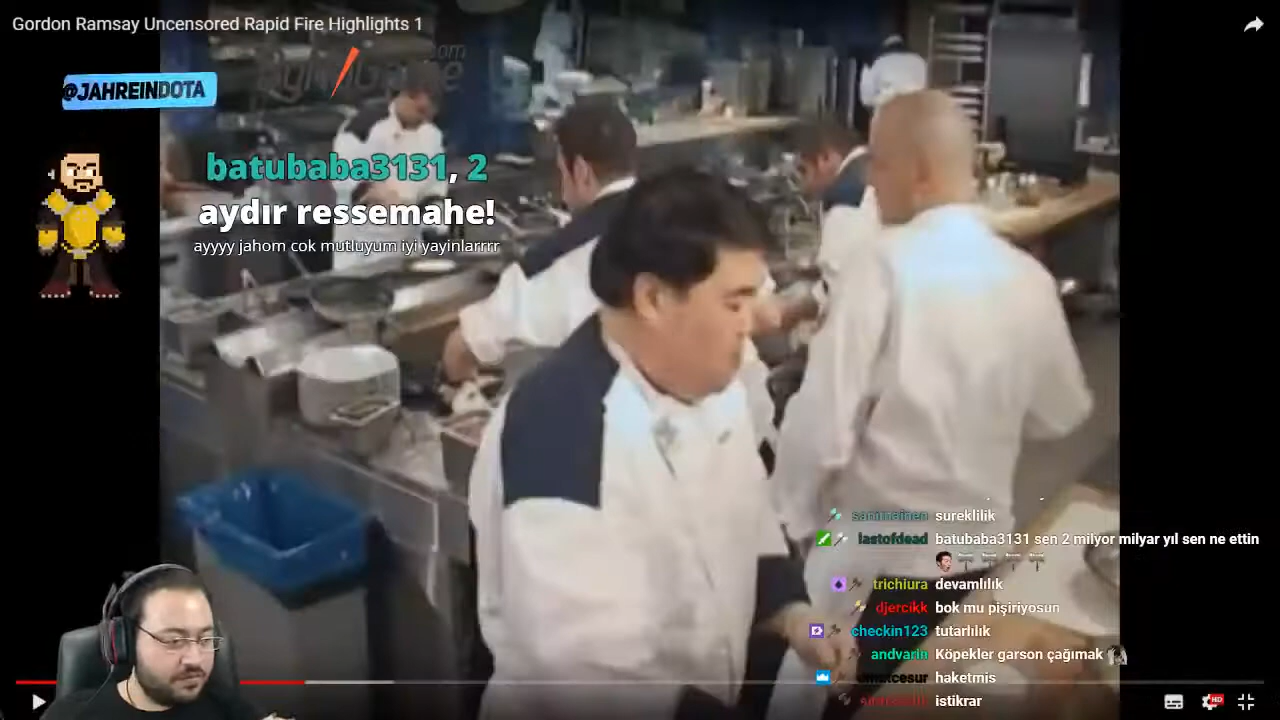 Gordon Ramsay Uncensored Rapid Fire Highlights 1
@JAHREINDOTA
batubaba3131, 2
aydır ressemahe!
ayyyy jahom cok mutluyum iyi yayinlarrrr
sureklilik
lastofdead batubaba3131 sen 2 milyor milyar yıl sen ne ettin
trichiura devamlılık
djercikk bok mu pişiriyosun
checkin123 tutarlılık
andvarin Köpekler garson çağımak
haketmis
istikrar
HD